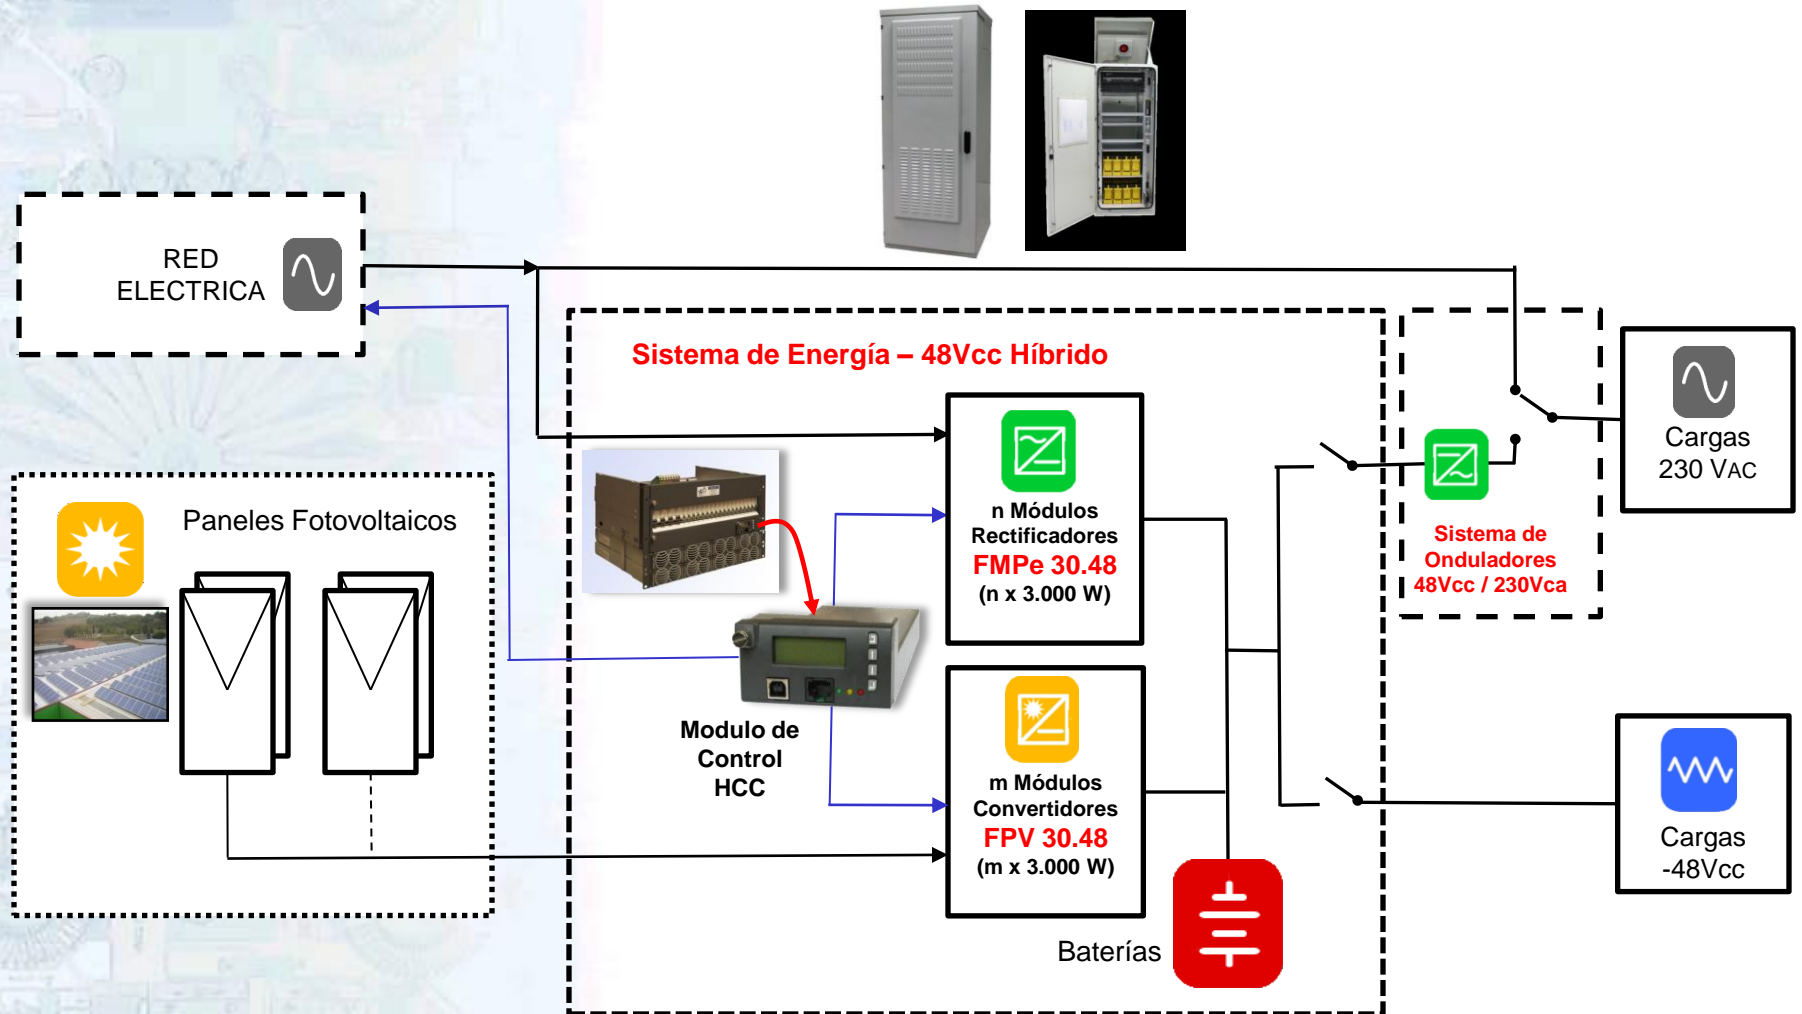 RED
ELECTRICA
Sistema de Energía – 48Vcc Híbrido
Paneles Fotovoltaicos
n Módulos
Rectificadores
FMPe 30.48
(n x 3.000 W)
Modulo de
Control
HCC
m Módulos
Convertidores
FPV 30.48
(m x 3.000 W)
Baterías
Sistema de
Onduladores
48Vcc / 230Vca
Cargas
230 VAC
Cargas
-48Vcc